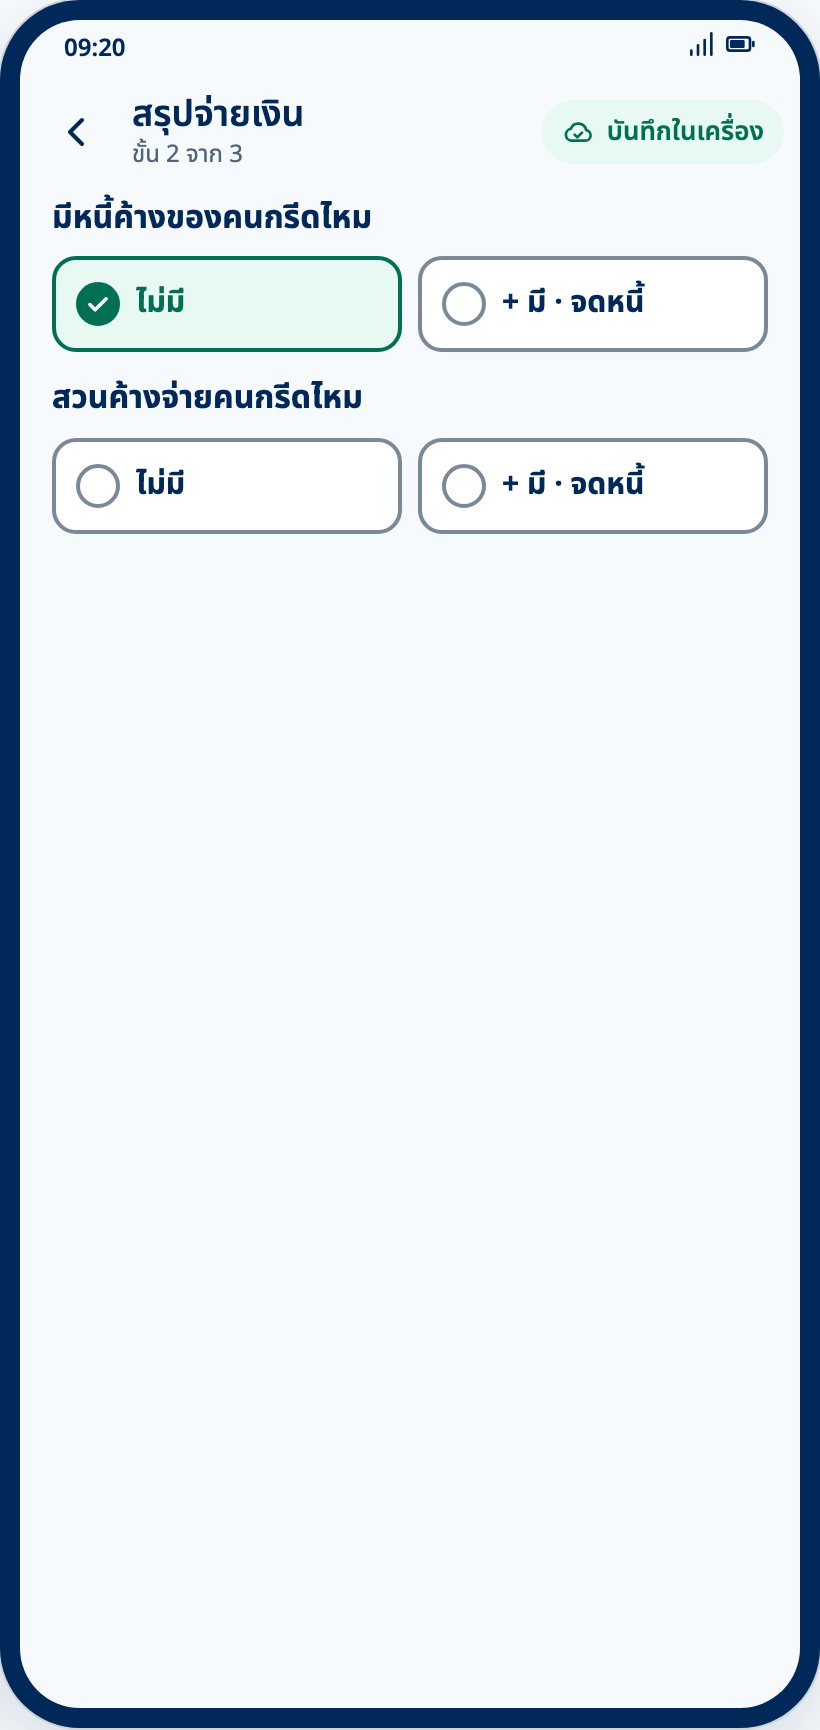 09:20
สรุปจ่ายเงิน
ขั้น 2 จาก 3
บันทึกในเครื่อง
มีหนี้ค้างของคนกรีดไหม
ไม่มี
+ มี · จดหนี้
สวนค้างจ่ายคนกรีดไหม
ไม่มี
+ มี · จดหนี้